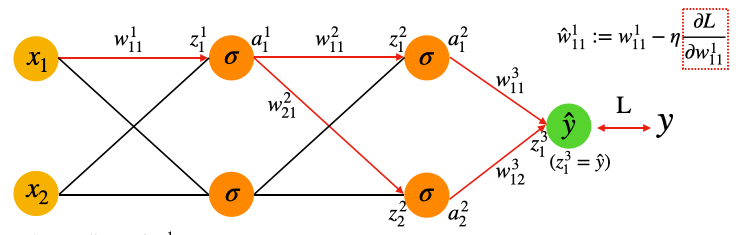 x₁ w¹₁₁ z¹₁ σ a¹₁ w²₁₁ z²₁ σ a²₁
ŵ¹₁₁ := w¹₁₁ − η ∂L/∂w¹₁₁
w²₂₁ w³₁₁
ŷ L y
z³₁ (z³₁ = ŷ)
x₂ σ σ w³₁₂
z²₂ a²₂